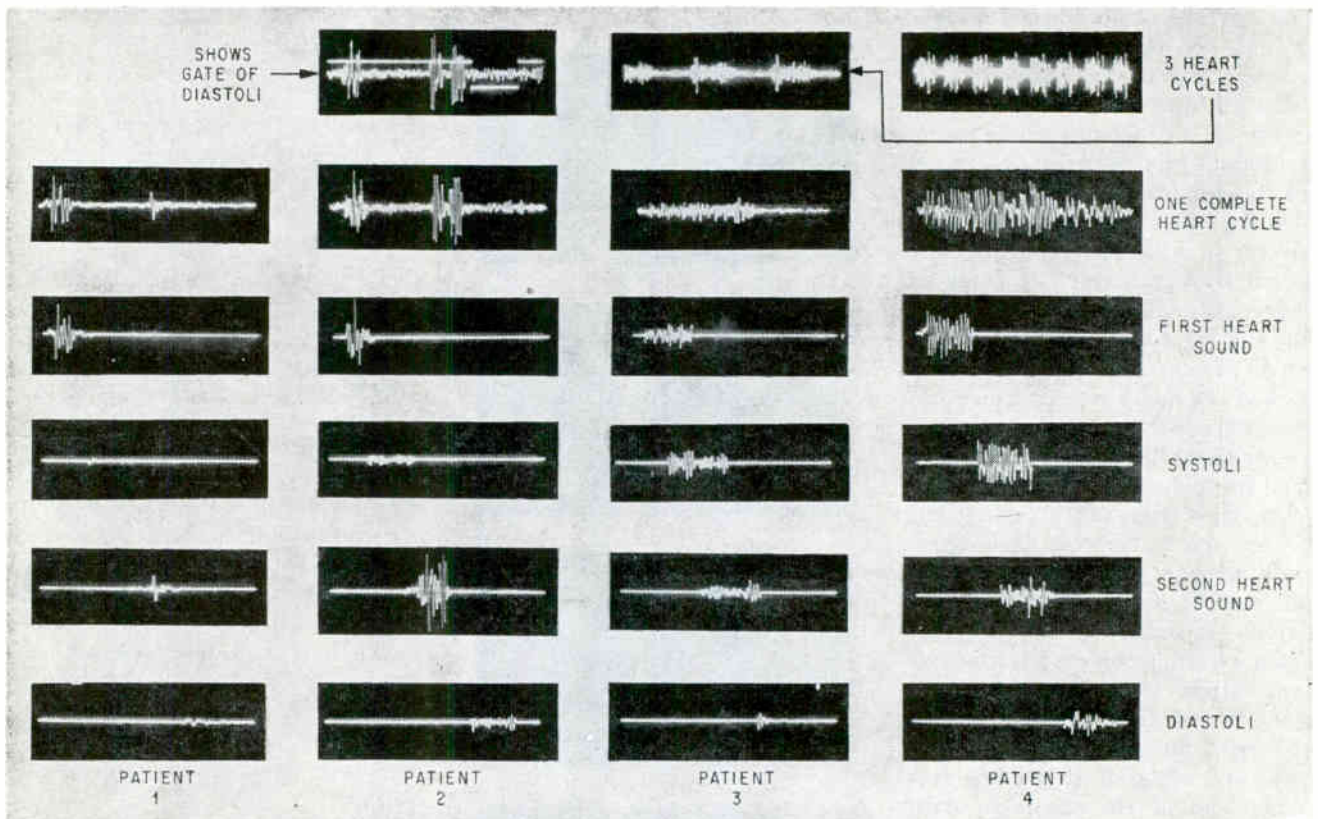 SHOWS
GATE OF
DIASTOLI
3 HEART
CYCLES
ONE COMPLETE
HEART CYCLE
FIRST HEART
SOUND
SYSTOLI
SECOND HEART
SOUND
DIASTOLI
PATIENT
1
PATIENT
2
PATIENT
3
PATIENT
4